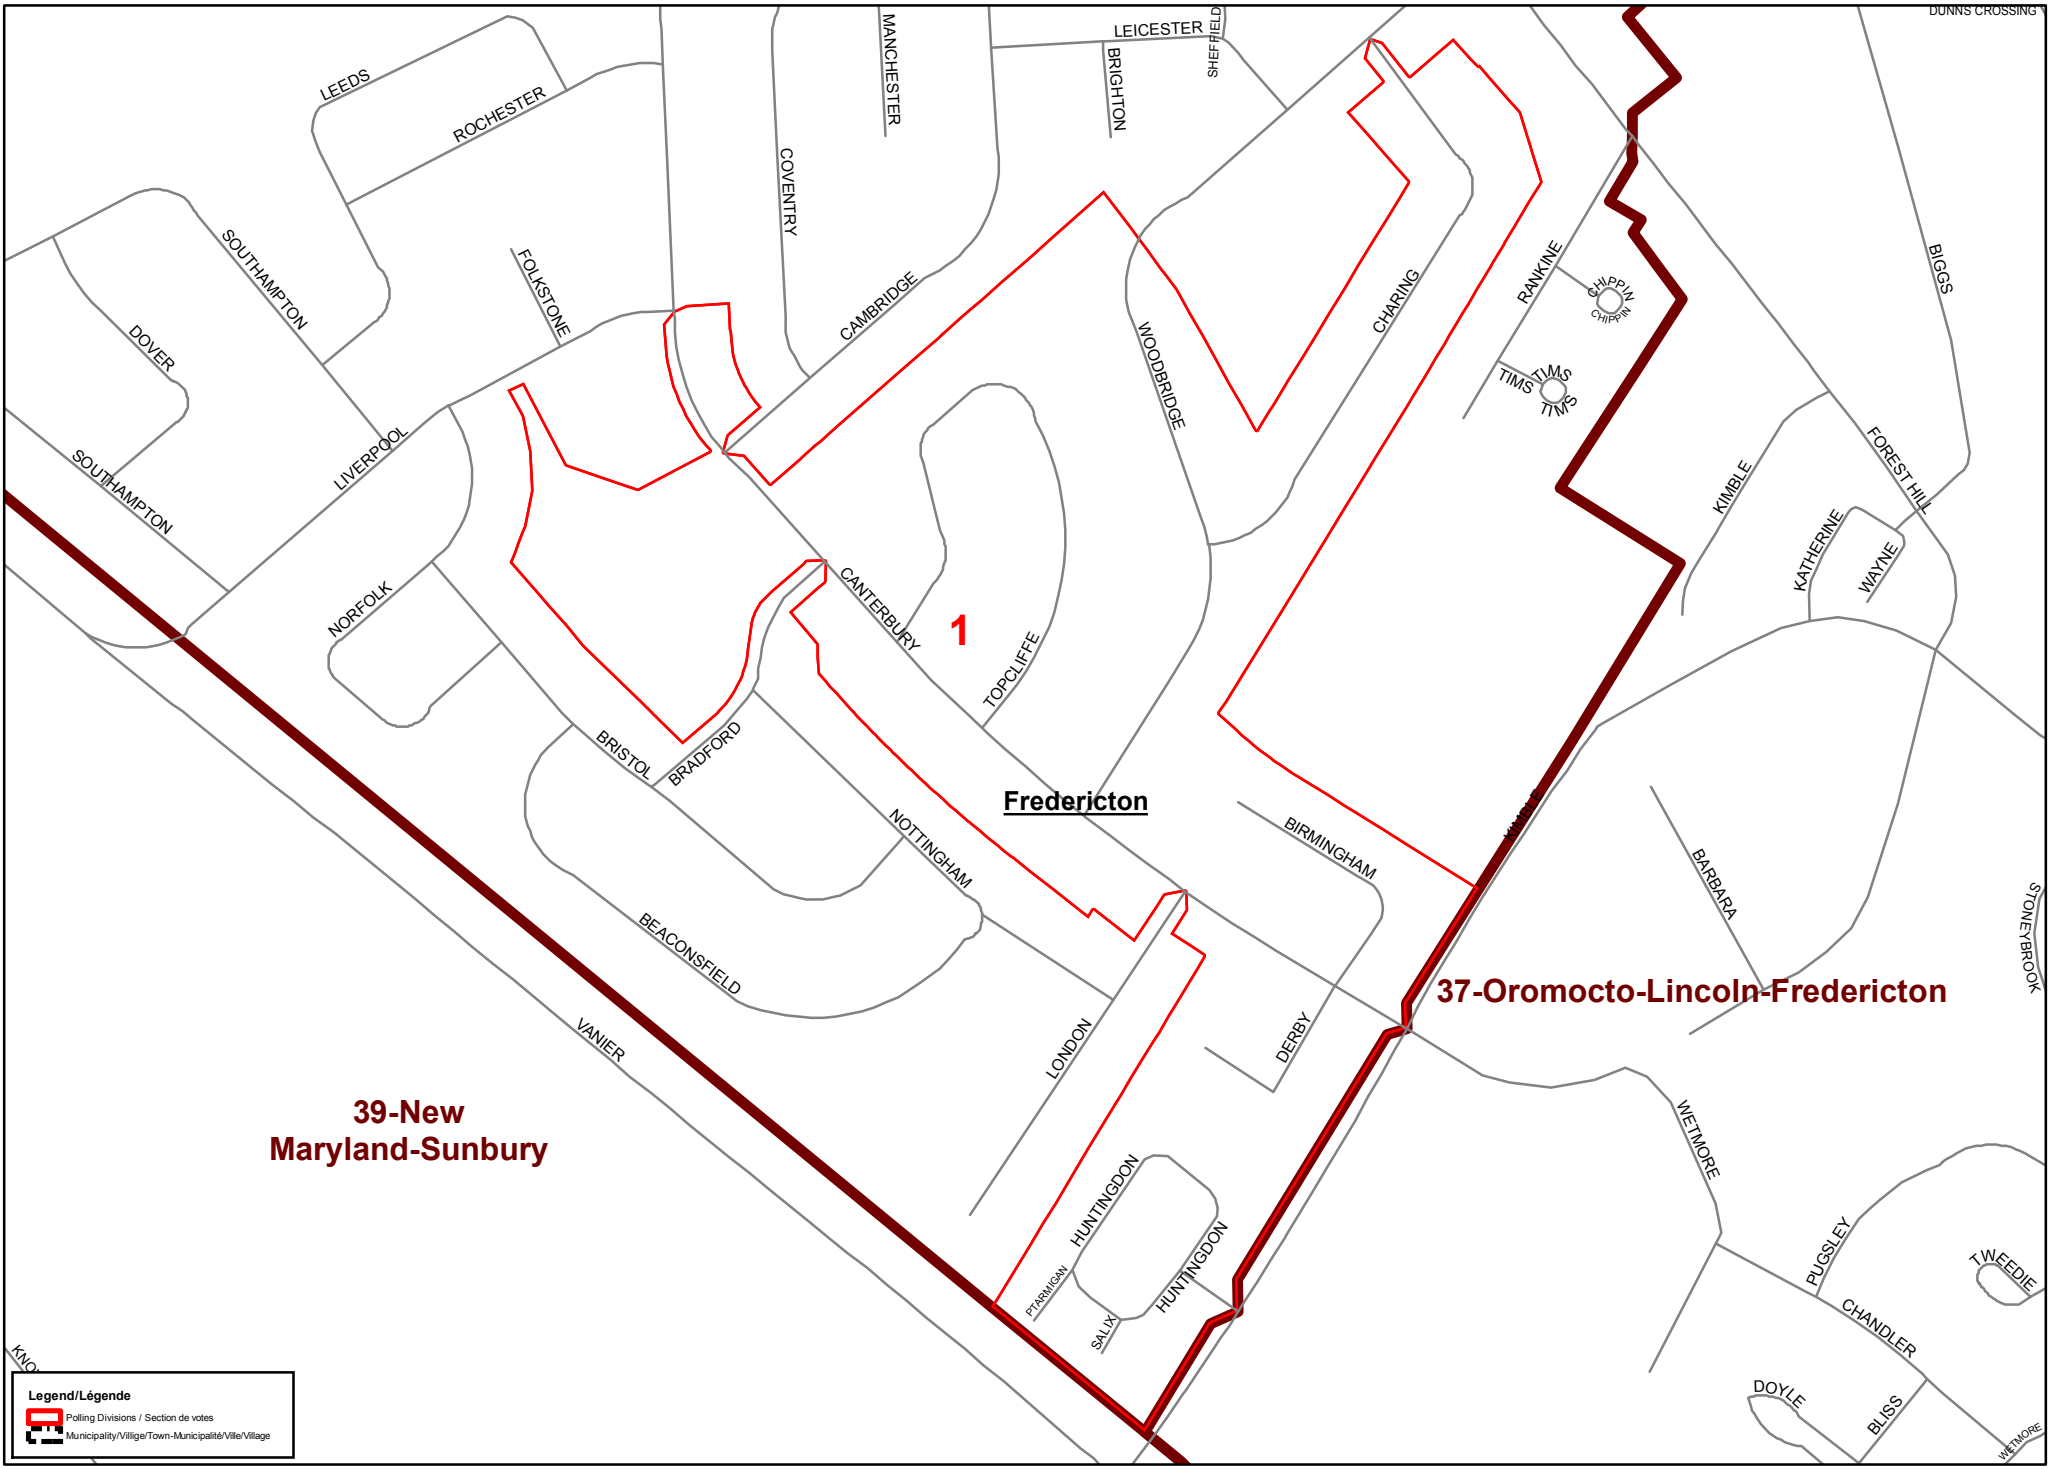 DUNNS CROSSING
LEICESTER
SHEFFIELD
MANCHESTER
BRIGHTON
LEEDS
ROCHESTER
COVENTRY
SOUTHAMPTON
FOLKSTONE
DOVER
CAMBRIDGE
CHARING
RANKINE
CHIPPIN
CHIPPIN
BIGGS
WOODBRIDGE
TIMS
TIMS
TIMS
LIVERPOOL
SOUTHAMPTON
FOREST HILL
KIMBLE
KATHERINE
WAYNE
NORFOLK
CANTERBURY
1
TOPCLIFFE
BRISTOL
BRADFORD
Fredericton
NOTTINGHAM
BIRMINGHAM
KIMBLE
BARBARA
STONEYBROOK
BEACONSFIELD
37-Oromocto-Lincoln-Fredericton
VANIER
LONDON
DERBY
39-New
Maryland-Sunbury
WETMORE
HUNTINGDON
HUNTINGDON
PTARMIGAN
SALIX
PUGSLEY
TWEEDIE
CHANDLER
DOYLE
BLISS
WETMORE
Legend/Légende
Polling Divisions / Section de votes
Municipality/Villige/Town-Municipalité/Ville/Village